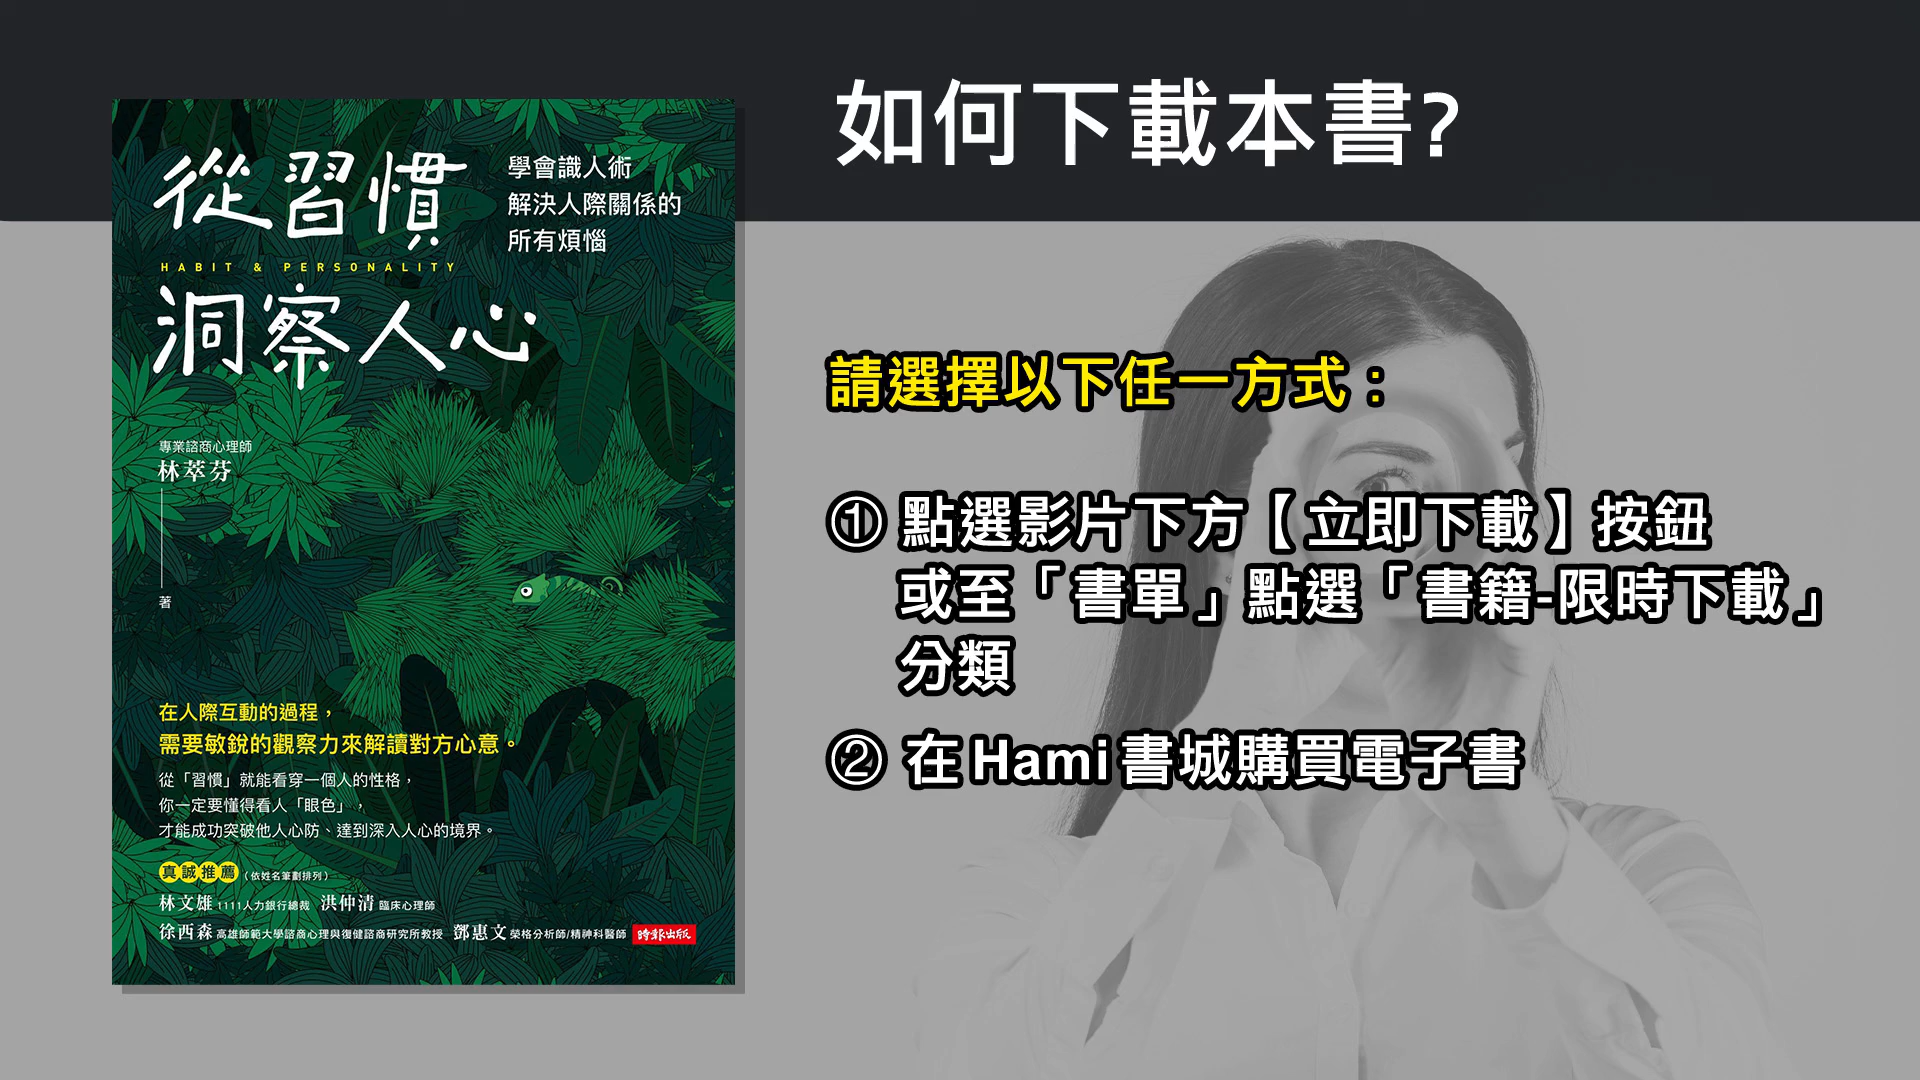 如何下載本書?
從習慣
學會識人術
解決人際關係的
所有煩惱
HABIT & PERSONALITY
洞察人心
專業諮商心理師
林萃芬
著
在人際互動的過程，
需要敏銳的觀察力來解讀對方心意。
從「習慣」就能看穿一個人的性格，
你一定要懂得看人「眼色」，
才能成功突破他人心防、達到深入人心的境界。
真誠推薦（依姓名筆劃排列）
林文雄 1111人力銀行總裁 洪仲清 臨床心理師
徐西森 高雄師範大學諮商心理與復健諮商研究所教授 鄧惠文 榮格分析師/精神科醫師 時報出版
請選擇以下任一方式：
① 點選影片下方【立即下載】按鈕
或至「書單」點選「書籍-限時下載」
分類
② 在Hami書城購買電子書